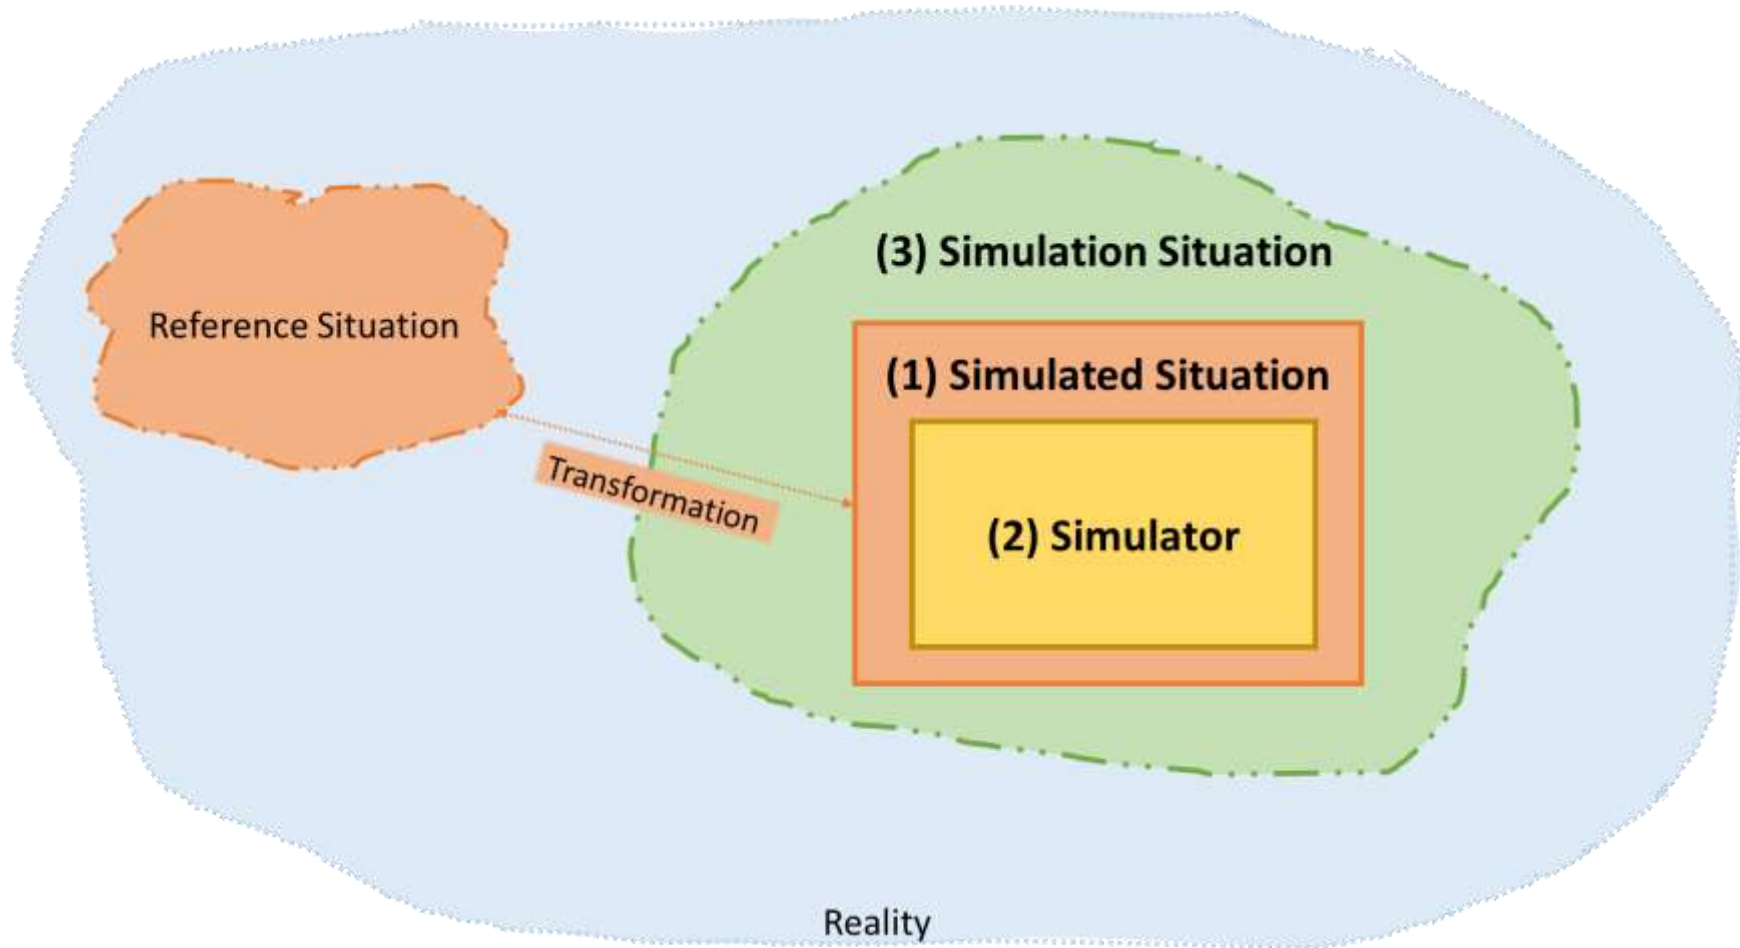 (3) Simulation Situation
Reference Situation
(1) Simulated Situation
Transformation
(2) Simulator
Reality